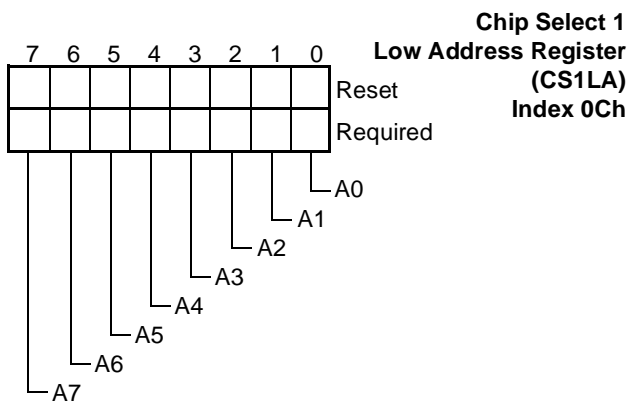 Chip Select 1
Low Address Register
(CS1LA)
Index 0Ch
7 6 5 4 3 2 1 0
Reset
Required
A0
A1
A2
A3
A4
A5
A6
A7